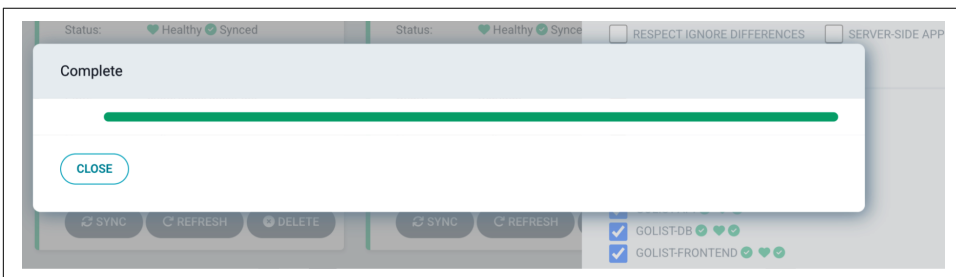 Status: Healthy Synced
Status: Healthy Synce
RESPECT IGNORE DIFFERENCES
SERVER-SIDE APP
Complete
CLOSE
SYNC
REFRESH
DELETE
SYNC
REFRESH
GOLIST-DB
GOLIST-FRONTEND